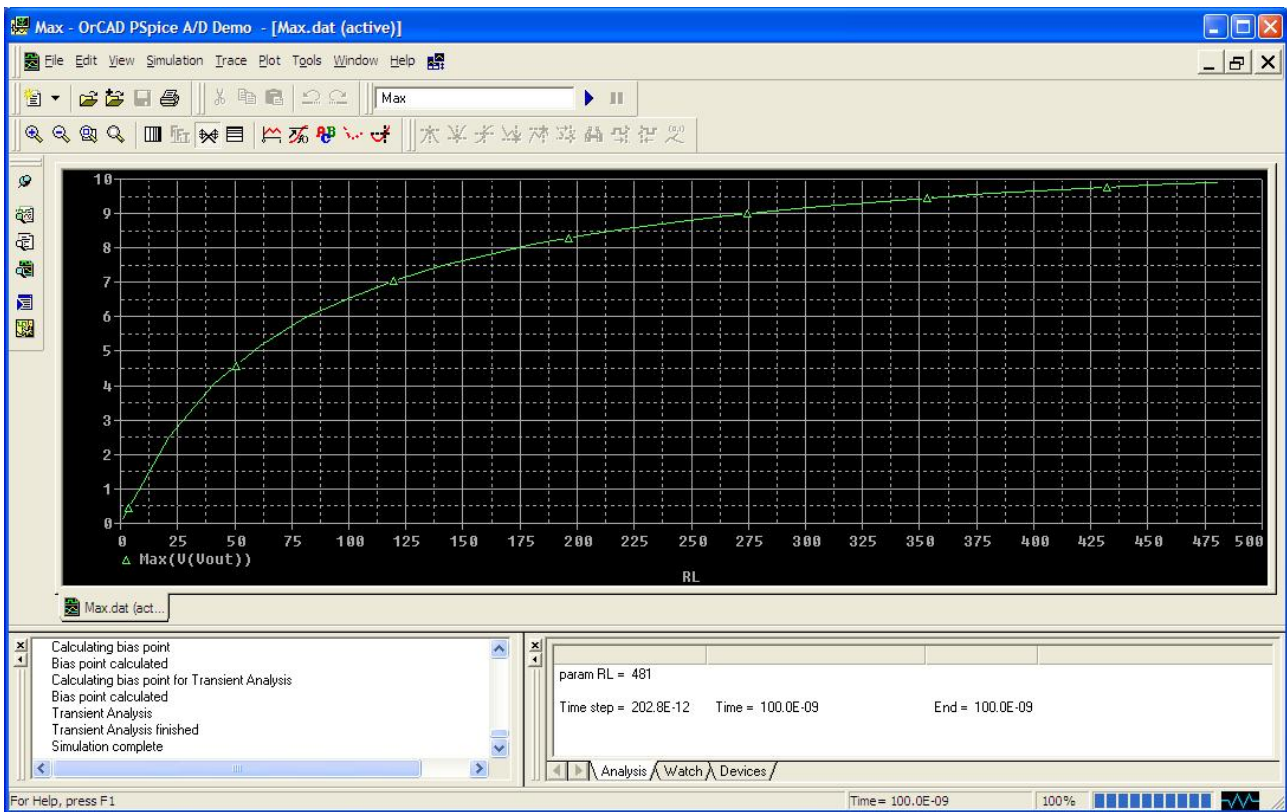 Max - OrCAD PSpice A/D Demo - [Max.dat (active)]
File Edit View Simulation Trace Plot Tools Window Help
Max
10
9
8
7
6
5
4
3
2
1
0
0 25 50 75 100 125 150 175 200 225 250 275 300 325 350 375 400 425 450 475 500
Max(V(Vout))
RL
Max.dat (act...
Calculating bias point
Bias point calculated
Calculating bias point for Transient Analysis
Bias point calculated
Transient Analysis
Transient Analysis finished
Simulation complete
param RL = 481
Time step = 202.8E-12 Time = 100.0E-09 End = 100.0E-09
Analysis Watch Devices
For Help, press F1 Time= 100.0E-09 100%